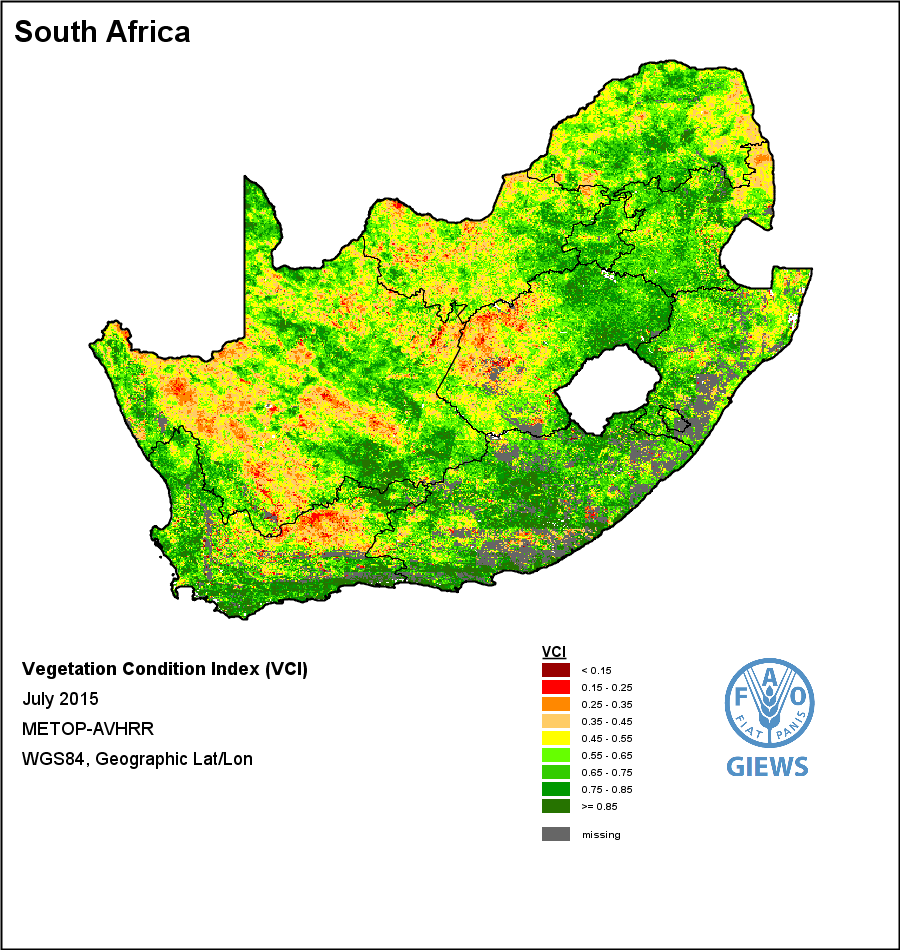 South Africa
Vegetation Condition Index (VCI)
July 2015
METOP-AVHRR
WGS84, Geographic Lat/Lon
VCI
< 0.15
0.15 - 0.25
0.25 - 0.35
0.35 - 0.45
0.45 - 0.55
0.55 - 0.65
0.65 - 0.75
0.75 - 0.85
>= 0.85
missing
F A O
FIAT PANIS
GIEWS